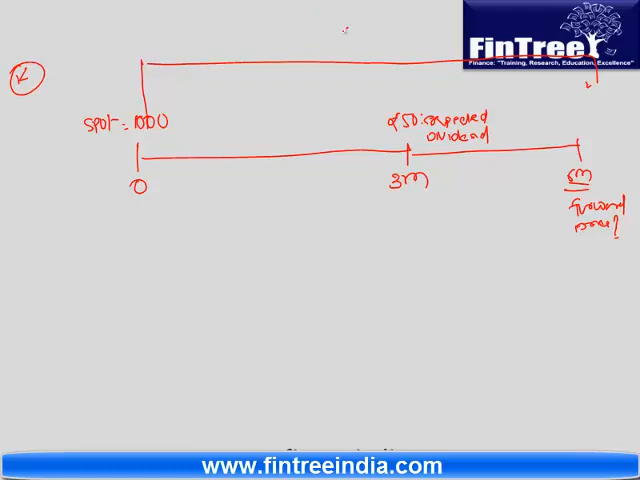 FinTree
Finance: "Training, Research, Education, Excellence"
SPOT = 1000
₹50: expected
Dividend
0
3m
6m
forward
price?
www.fintreeindia.com